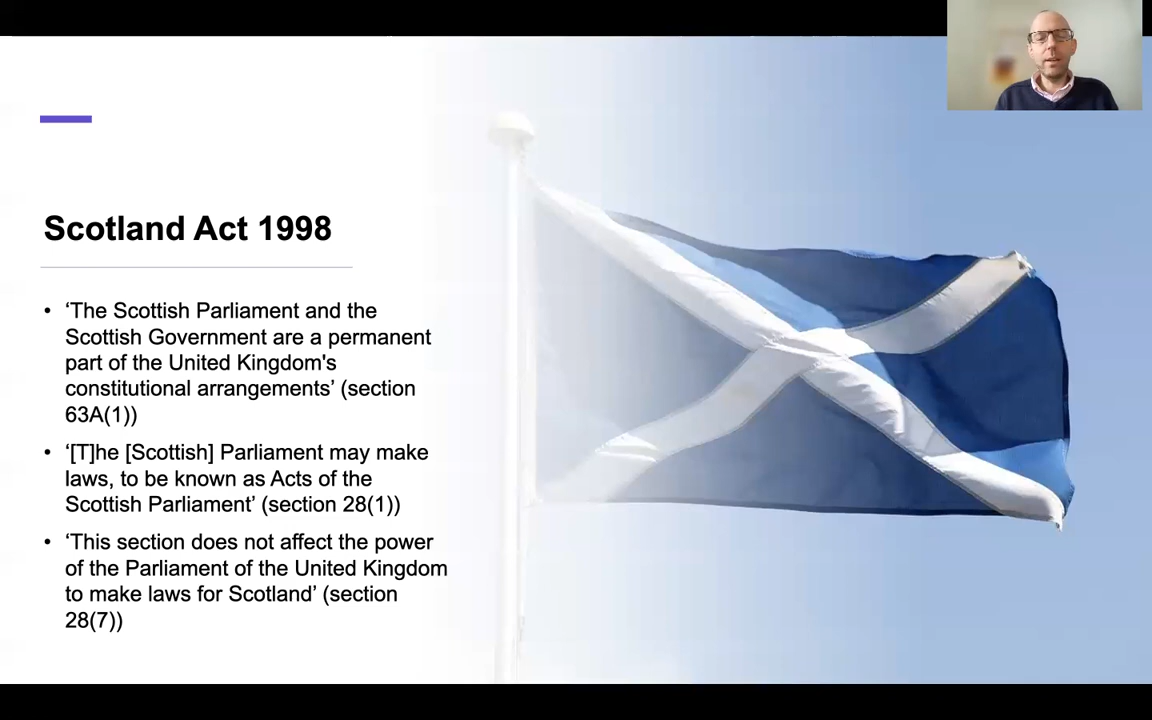 Scotland Act 1998
• ‘The Scottish Parliament and the
Scottish Government are a permanent
part of the United Kingdom's
constitutional arrangements’ (section
63A(1))
• ‘[T]he [Scottish] Parliament may make
laws, to be known as Acts of the
Scottish Parliament’ (section 28(1))
• ‘This section does not affect the power
of the Parliament of the United Kingdom
to make laws for Scotland’ (section
28(7))